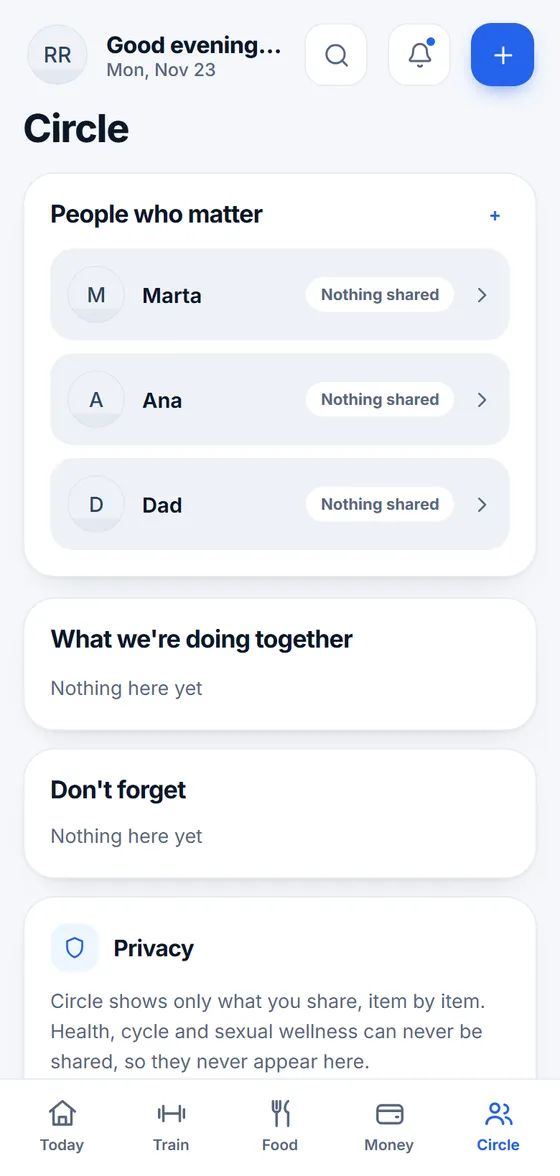 RR
Good evening...
Mon, Nov 23
Circle
People who matter
+
M
Marta
Nothing shared
A
Ana
Nothing shared
D
Dad
Nothing shared
What we're doing together
Nothing here yet
Don't forget
Nothing here yet
Privacy
Circle shows only what you share, item by item.
Health, cycle and sexual wellness can never be
shared, so they never appear here.
Today
Train
Food
Money
Circle